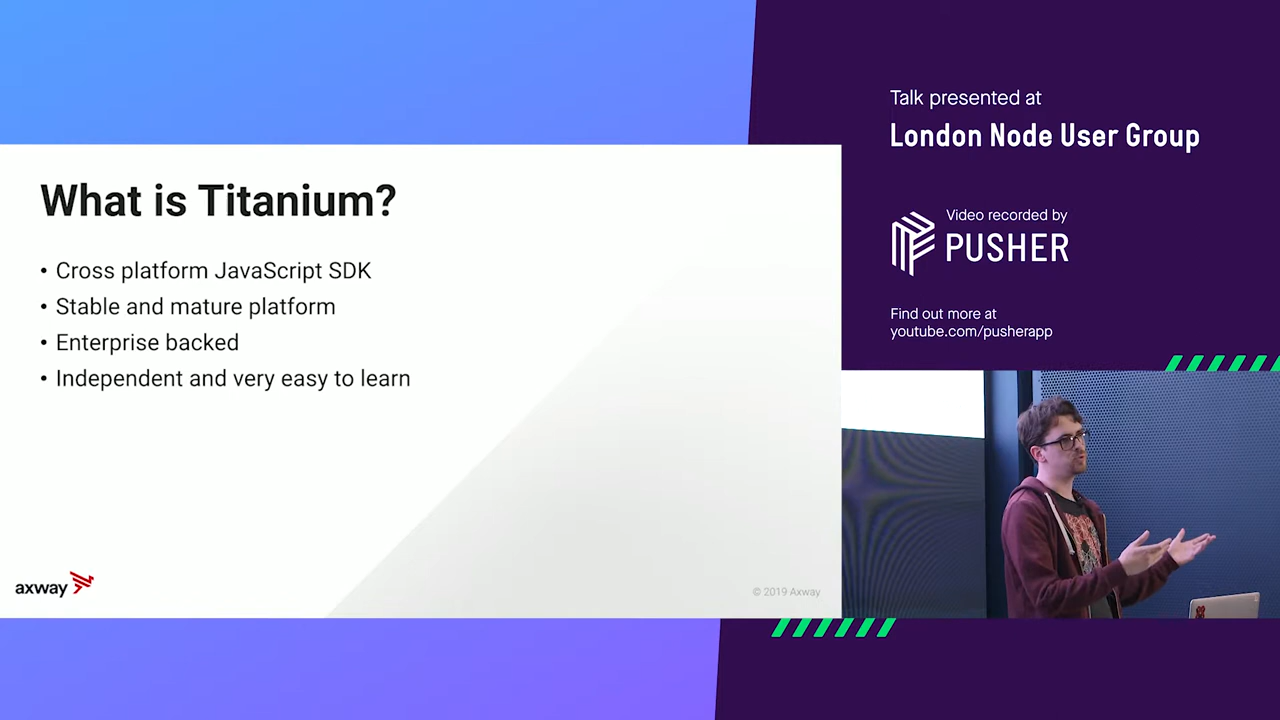 What is Titanium?
• Cross platform JavaScript SDK
• Stable and mature platform
• Enterprise backed
• Independent and very easy to learn
axway
© 2019 Axway
Talk presented at
London Node User Group
Video recorded by
PUSHER
Find out more at
youtube.com/pusherapp